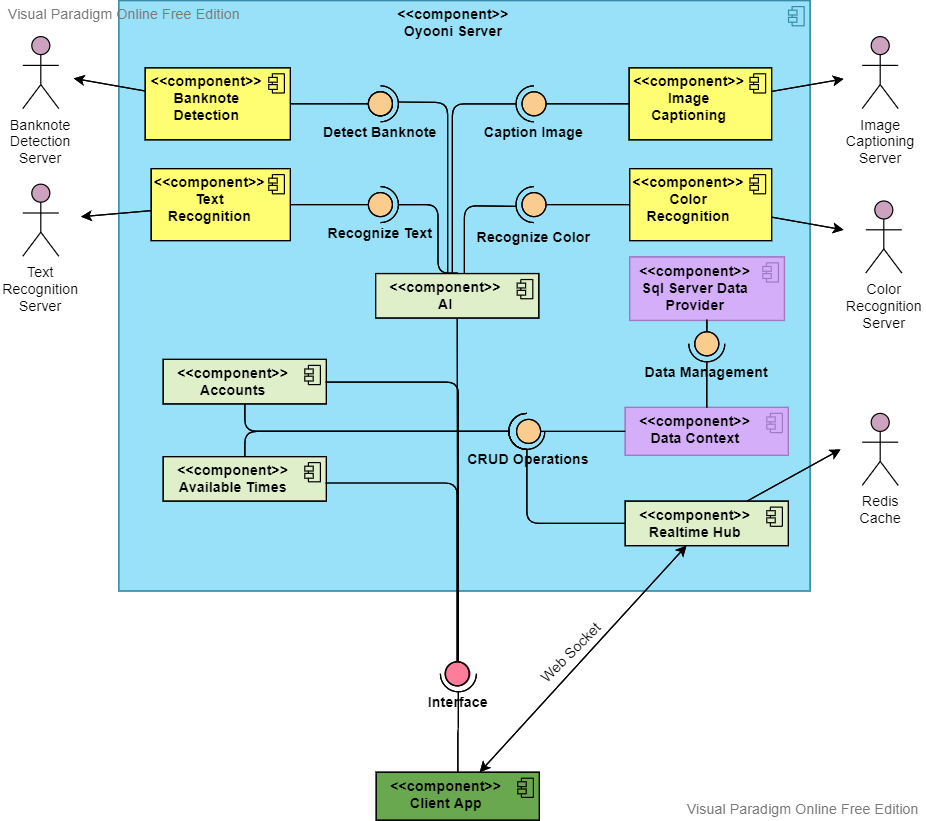 Visual Paradigm Online Free Edition
<<component>>
Oyooni Server
<<component>>
Banknote
Detection
Detect Banknote
Caption Image
<<component>>
Image
Captioning
Banknote
Detection
Server
Image
Captioning
Server
<<component>>
Text
Recognition
Recognize Text
Recognize Color
<<component>>
Color
Recognition
Text
Recognition
Server
Color
Recognition
Server
<<component>>
AI
<<component>>
Sql Server Data
Provider
Data Management
<<component>>
Accounts
<<component>>
Data Context
CRUD Operations
<<component>>
Available Times
<<component>>
Realtime Hub
Redis
Cache
Web Socket
Interface
<<component>>
Client App
Visual Paradigm Online Free Edition